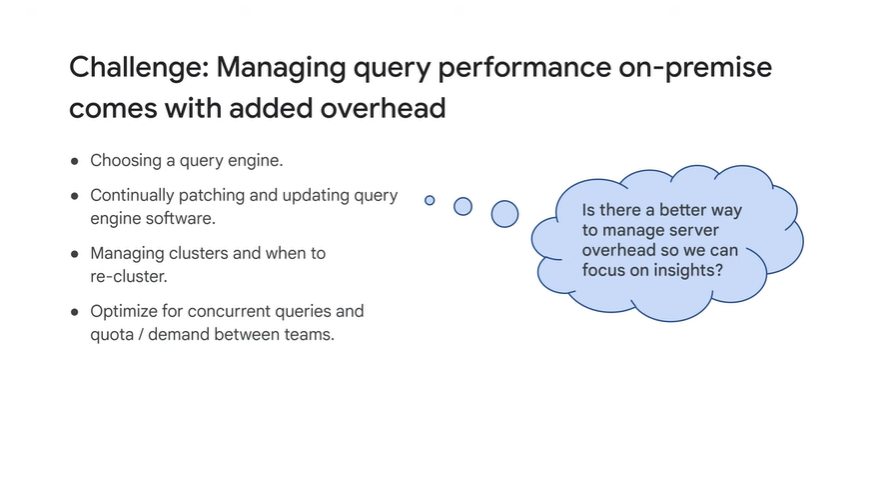 Challenge: Managing query performance on-premise
comes with added overhead
● Choosing a query engine.
● Continually patching and updating query
engine software.
● Managing clusters and when to
re-cluster.
● Optimize for concurrent queries and
quota / demand between teams.
Is there a better way
to manage server
overhead so we can
focus on insights?